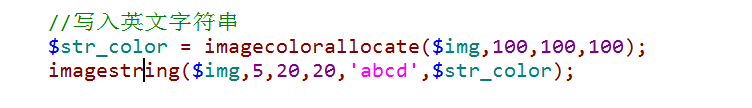 //写入英文字符串
$str_color = imagecolorallocate($img,100,100,100);
imagestring($img,5,20,20,'abcd',$str_color);